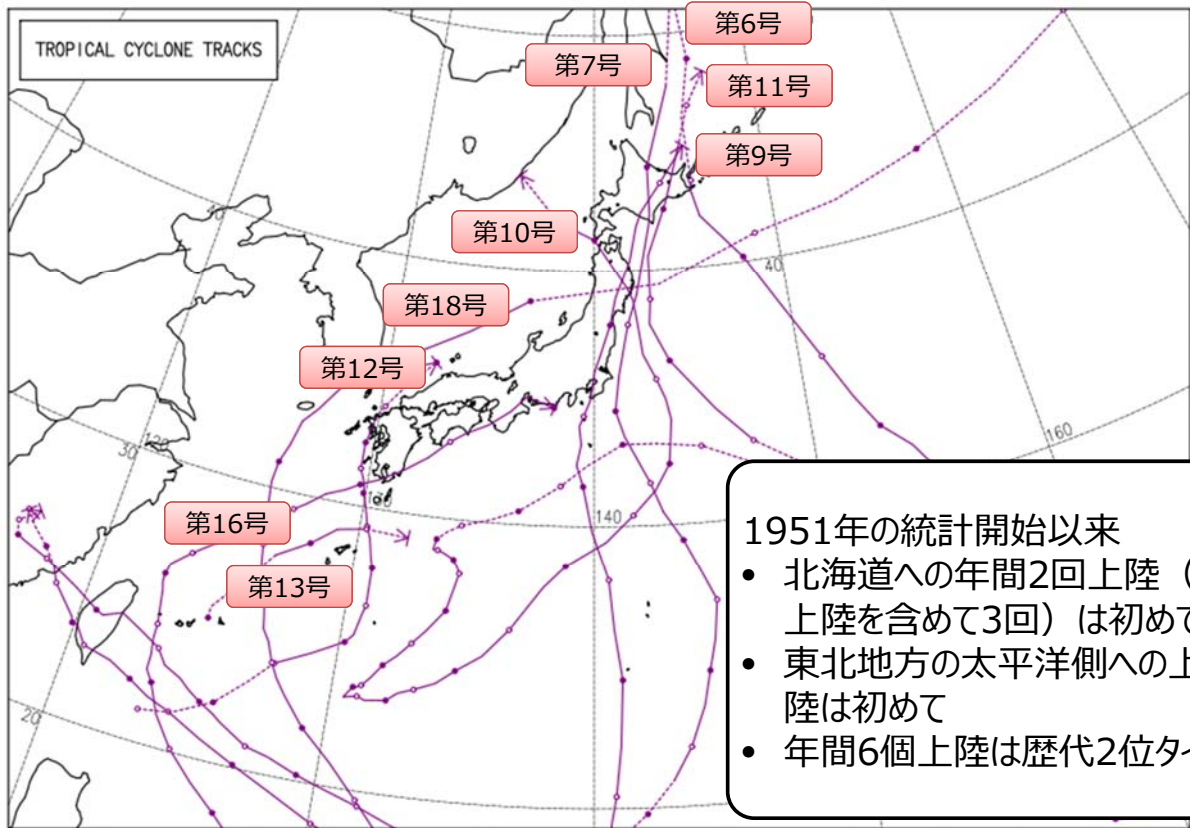 TROPICAL CYCLONE TRACKS
第6号
第7号
第11号
第9号
第10号
第18号
第12号
第16号
第13号
40
40
120
30
130
140
160
20
1951年の統計開始以来
• 北海道への年間2回上陸（
上陸を含めて3回）は初めて
• 東北地方の太平洋側への上
陸は初めて
• 年間6個上陸は歴代2位タイ